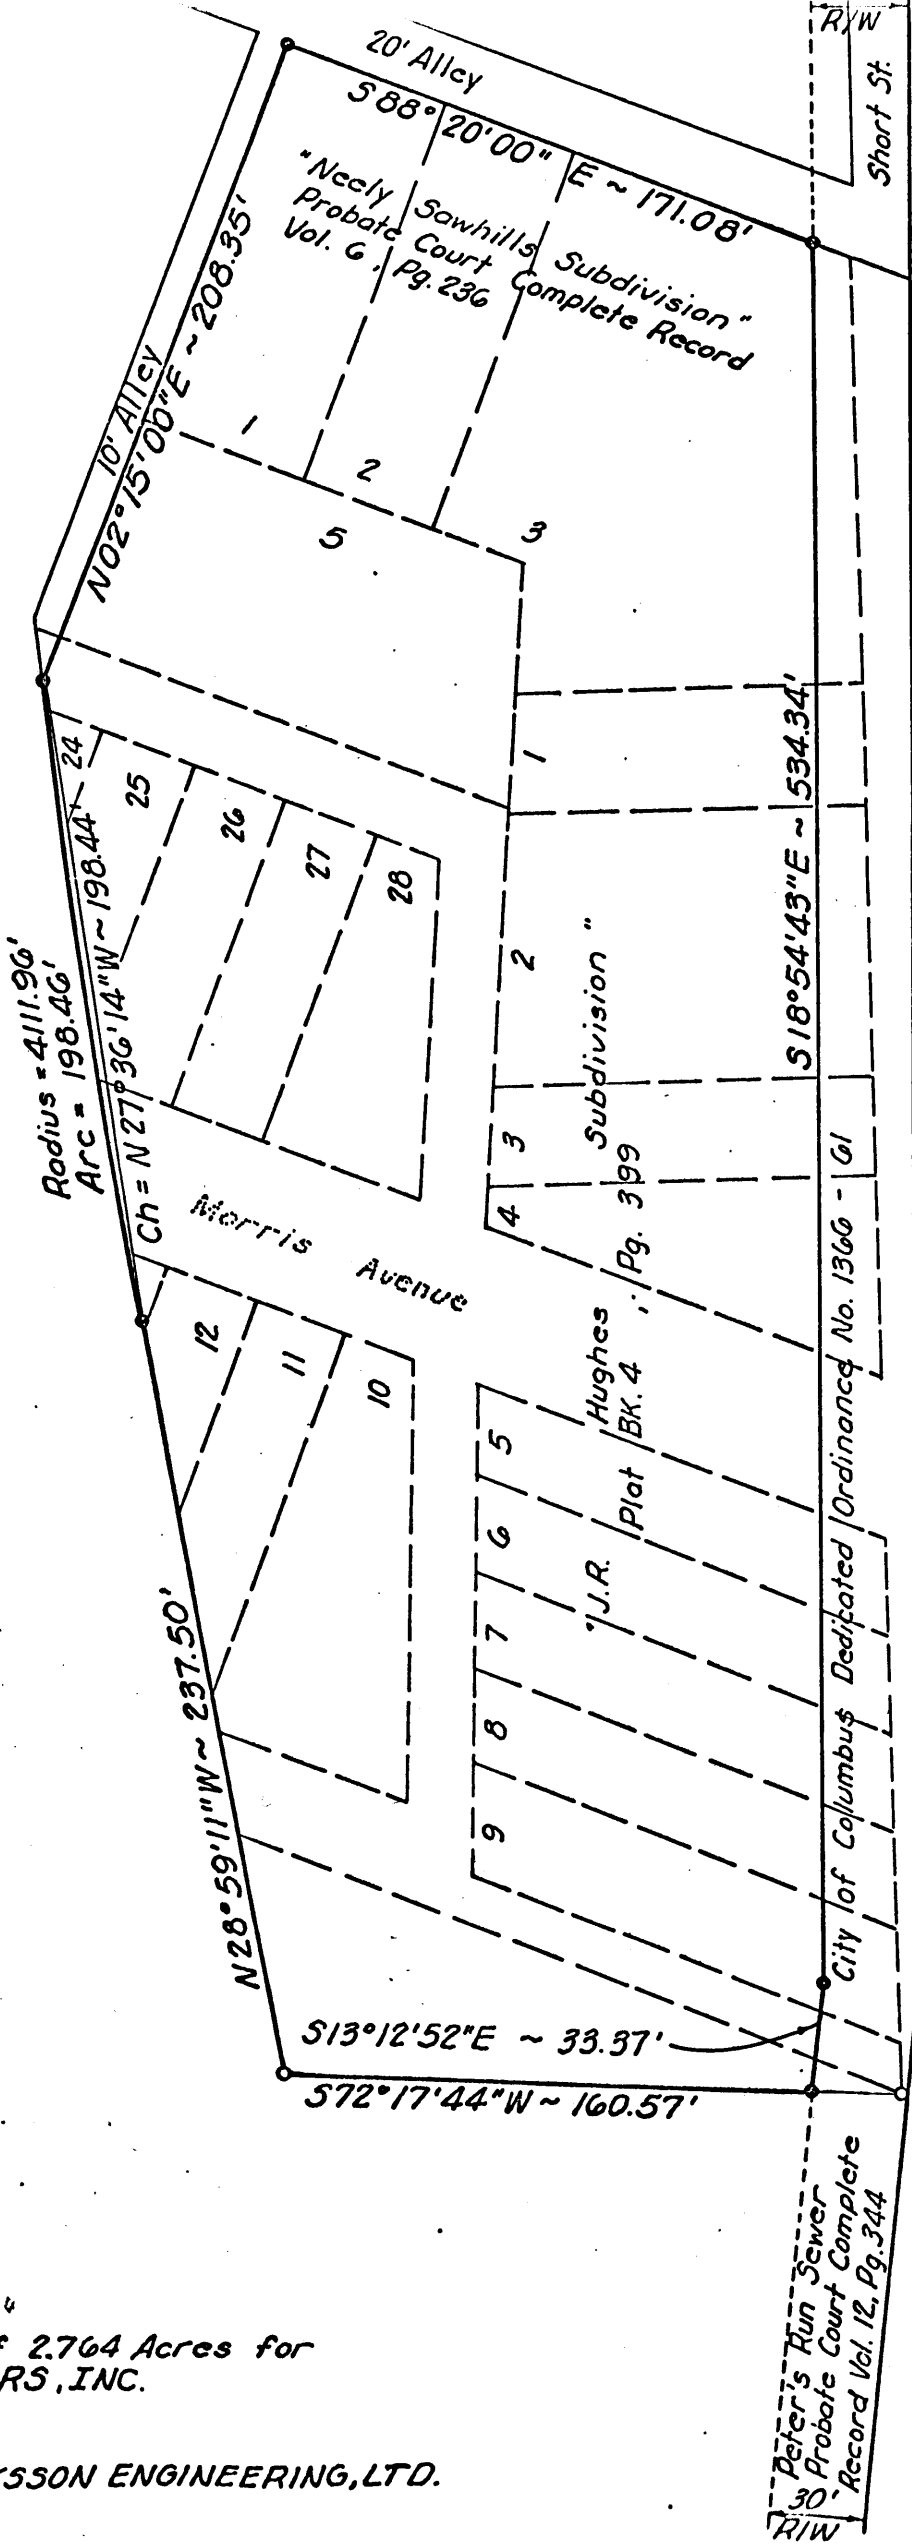 R/W
Short St.
20' Alley
S 88° 20' 00" E ~ 171.08'
"Neely Sawhills Subdivision"
Probate Court Complete Record
Vol. 6, Pg. 236
10' Alley
N02°15'00"E ~ 208.35'
1
2
3
5
24
25
26
27
28
1
2
3
4
Radius = 4111.96'
Arc = 198.46'
Ch = N 27° 36' 14"W ~ 198.44'
Morris Avenue
S18°54'43"E ~ 534.34'
"J.R. Hughes Subdivision"
Plat BK. 4, Pg. 399
12
11
10
5
6
7
8
9
City of Columbus Dedicated Ordinance No. 1366 - 61
N28°59'11"W ~ 237.50'
S13°12'52"E ~ 33.37'
S72°17'44"W ~ 160.57'
Peter's Run Sewer
Probate Court Complete
Record Vol. 12, Pg. 344
30'
R/W
2.764 Acres for
RS, INC.
SSON ENGINEERING, LTD.